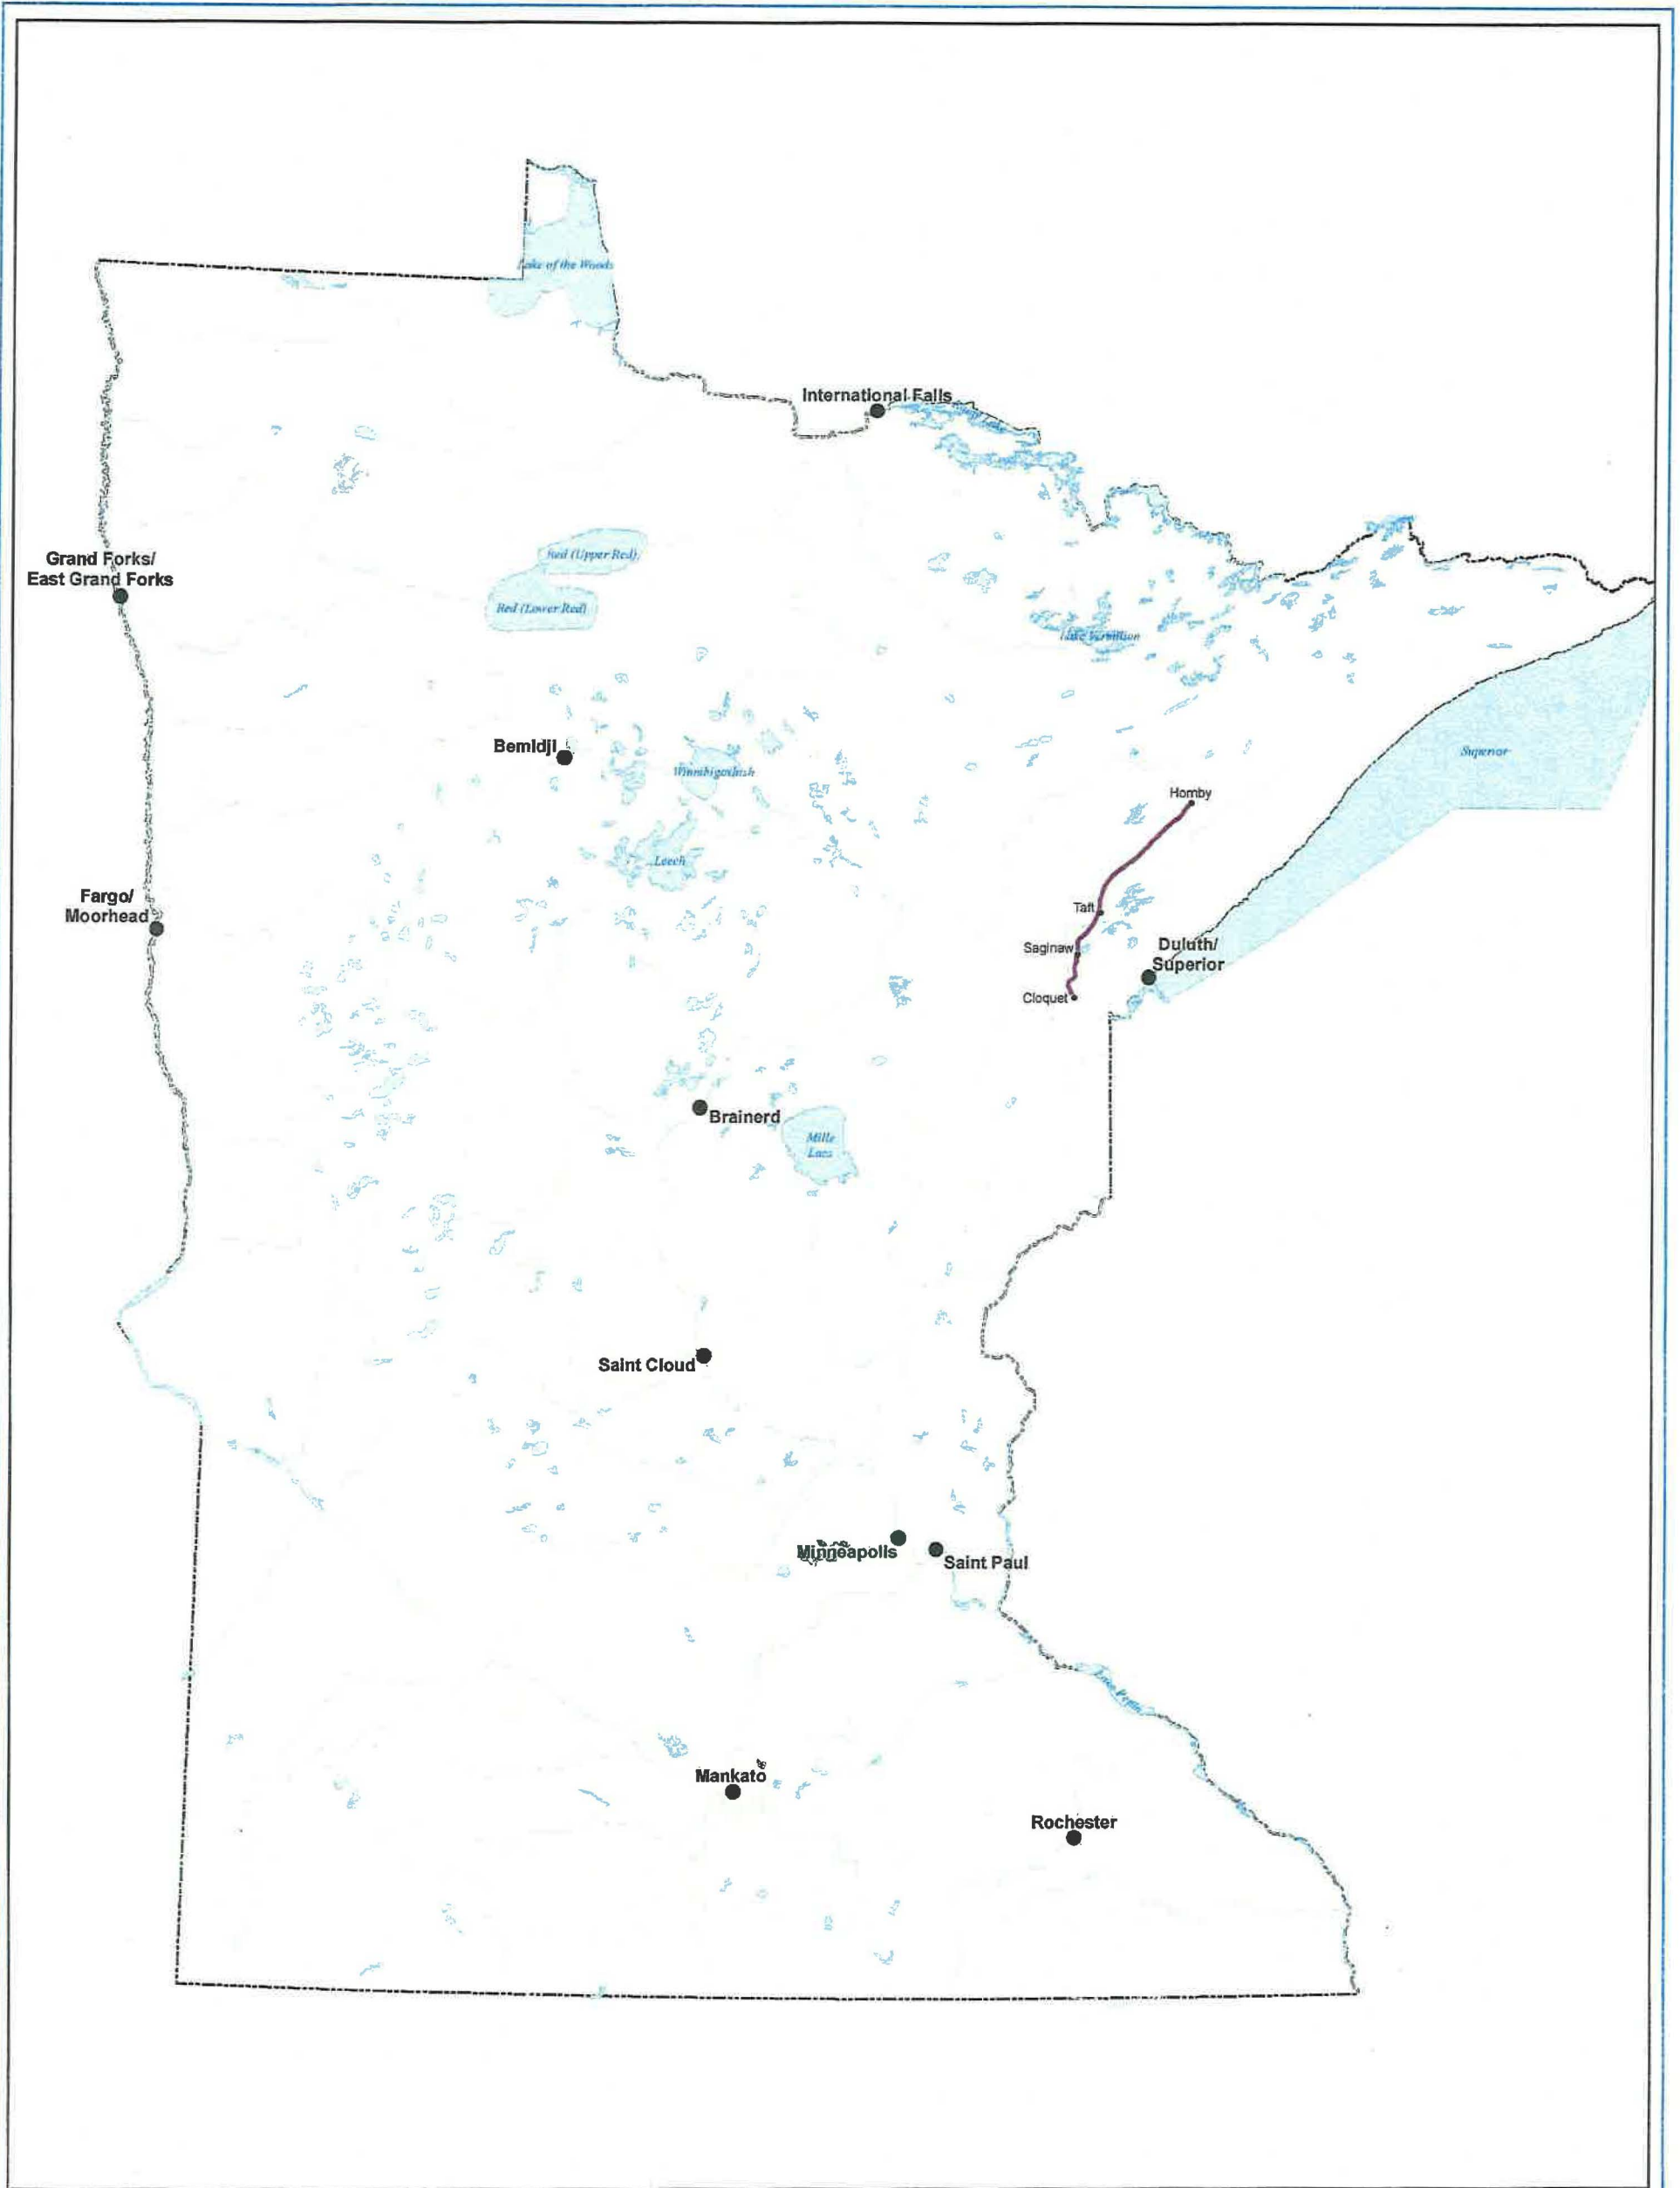 Lake of the Woods
International Falls
Grand Forks/
East Grand Forks
Red (Upper Red)
Red (Lower Red)
Lake Vermilion
Bemidji
Winnibigoshish
Superior
Hornby
Leech
Fargo/
Moorhead
Taft
Saginaw
Duluth/
Superior
Cloquet
Brainerd
Mille
Lacs
Saint Cloud
Minneapolis
Saint Paul
Lake Pepin
Mankato
Rochester